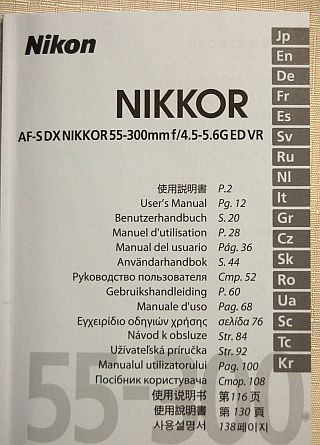 Nikon
NIKKOR
AF-S DX NIKKOR 55-300mm f/4.5-5.6G ED VR
Jp
En
De
Fr
Es
Sv
Ru
Nl
It
Gr
Cz
Sk
Ro
Ua
Sc
Tc
Kr
使用説明書 P.2
User's Manual Pg. 12
Benutzerhandbuch S. 20
Manuel d'utilisation P. 28
Manual del usuario Pág. 36
Användarhandbok S. 44
Руководство пользователя Стр. 52
Gebruikshandleiding P. 60
Manuale d'uso Pag. 68
Εγχειρίδιο οδηγιών χρήσης σελίδα 76
Návod k obsluze Str. 84
Užívateľská príručka Str. 92
Manualul utilizatorului Pag. 100
Посібник користувача Стор. 108
使用说明书 第116页
使用說明書 第 130 頁
사용설명서 138페이지
55-300